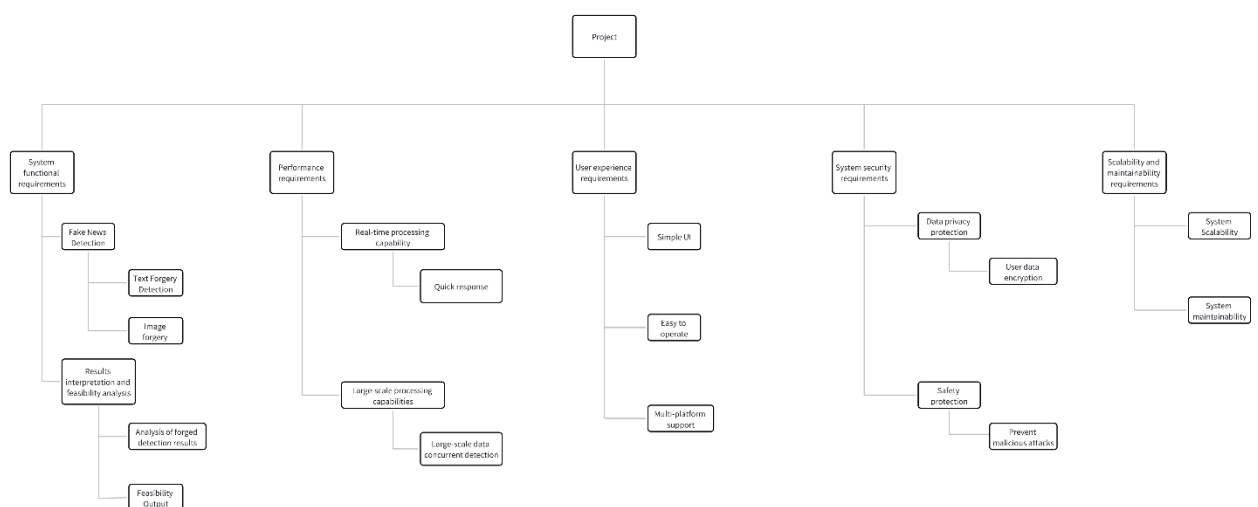 Project
System
functional
requirements
Performance
requirements
User experience
requirements
System security
requirements
Scalability and
maintainability
requirements
Fake News
Detection
Text Forgery
Detection
Image
forgery
Results
interpretation and
feasibility analysis
Analysis of forged
detection results
Feasibility
Output
Real-time processing
capability
Quick response
Large-scale processing
capabilities
Large-scale data
concurrent detection
Simple UI
Easy to
operate
Multi-platform
support
Data privacy
protection
User data
encryption
Safety
protection
Prevent
malicious attacks
System
Scalability
System
maintainability